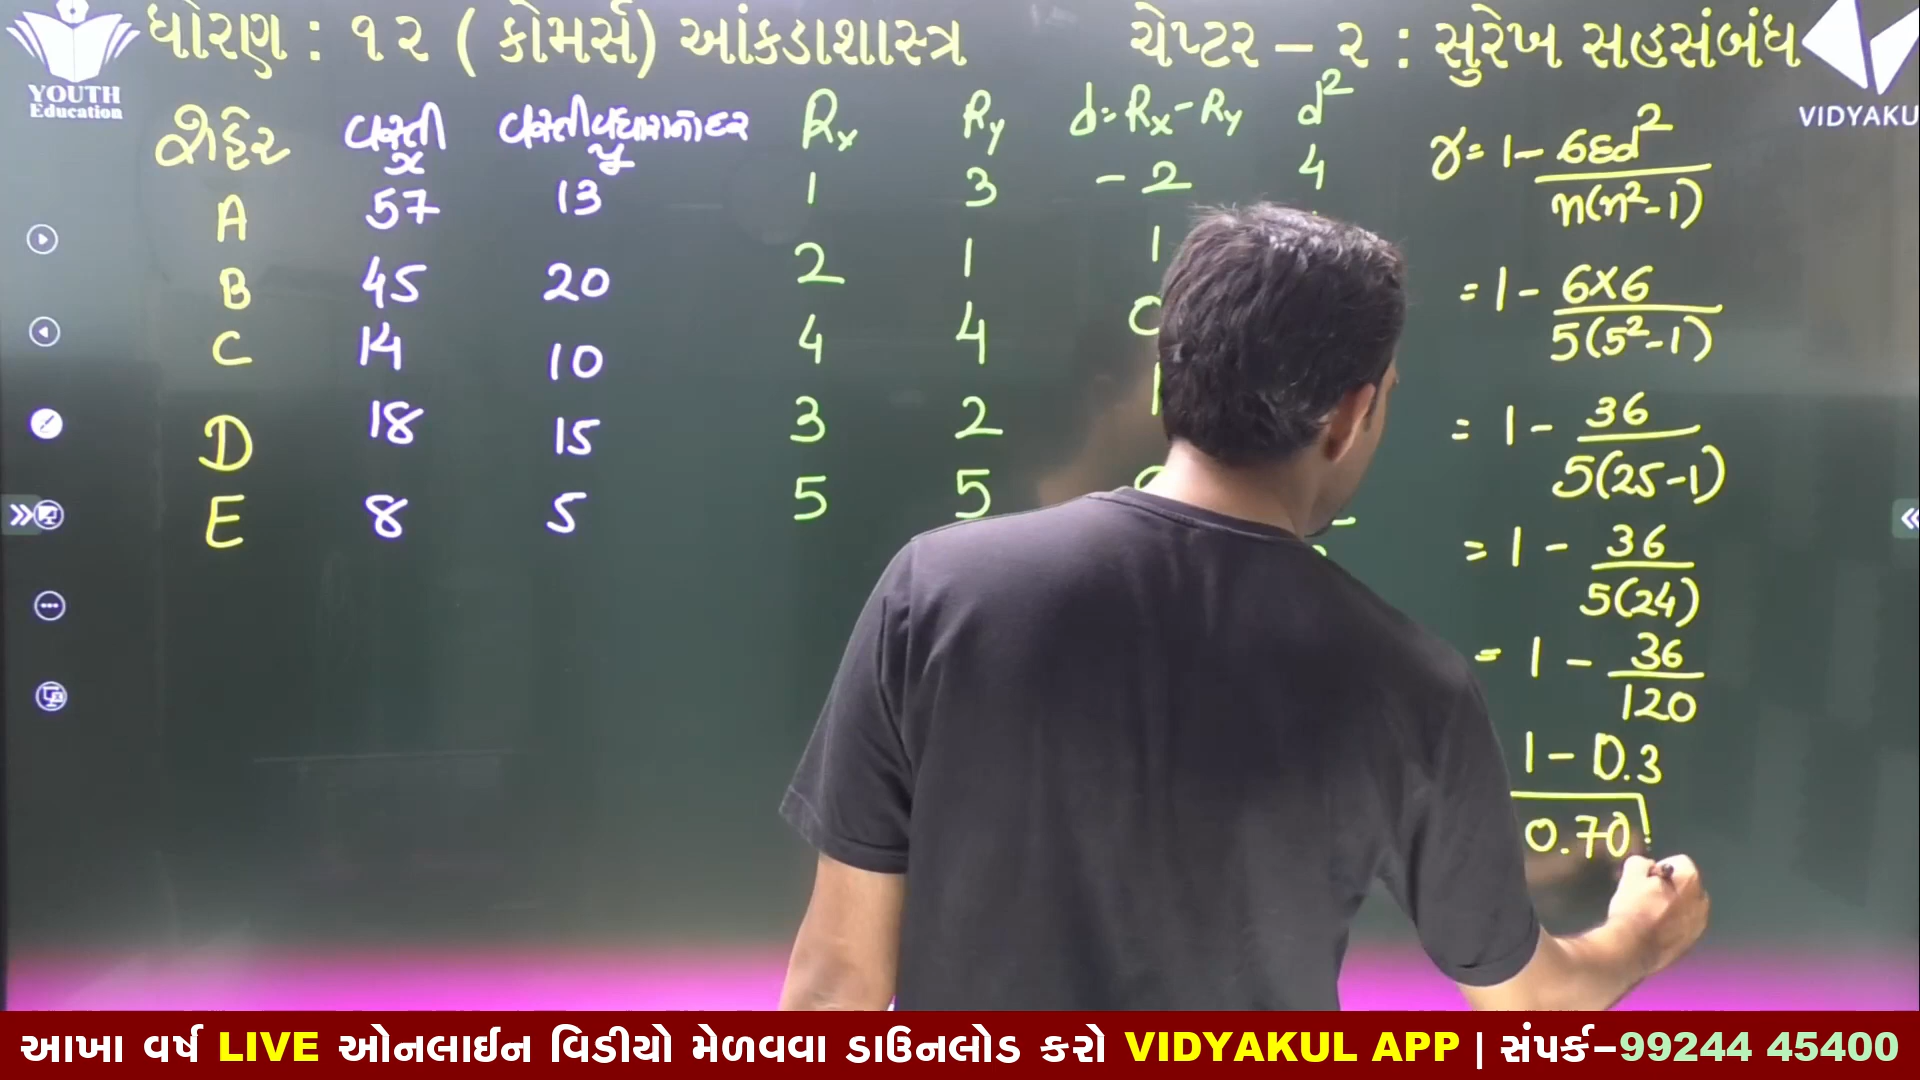 YOUTH
Education
ધોરણ : ૧૨ ( કોમર્સ) આંકડાશાસ્ત્ર
ચેપ્ટર – ૨ : સુરેખ સહસંબંધ
VIDYAKU
શહેર વસ્તી x વસ્તી વધારાનો દર y Rx Ry d = Rx - Ry d²
A 57 13 1 3 - 2 4
B 45 20 2 1 1
C 14 10 4 4 0
D 18 15 3 2 1
E 8 5 5 5
r = 1 - 6Σd² / n(n²-1)
= 1 - 6×6 / 5(5²-1)
= 1 - 36 / 5(25-1)
= 1 - 36 / 5(24)
= 1 - 36 / 120
1 - 0.3
0.70
આખા વર્ષ LIVE ઓનલાઈન વિડીયો મેળવવા ડાઉનલોડ કરો VIDYAKUL APP | સંપર્ક–99244 45400